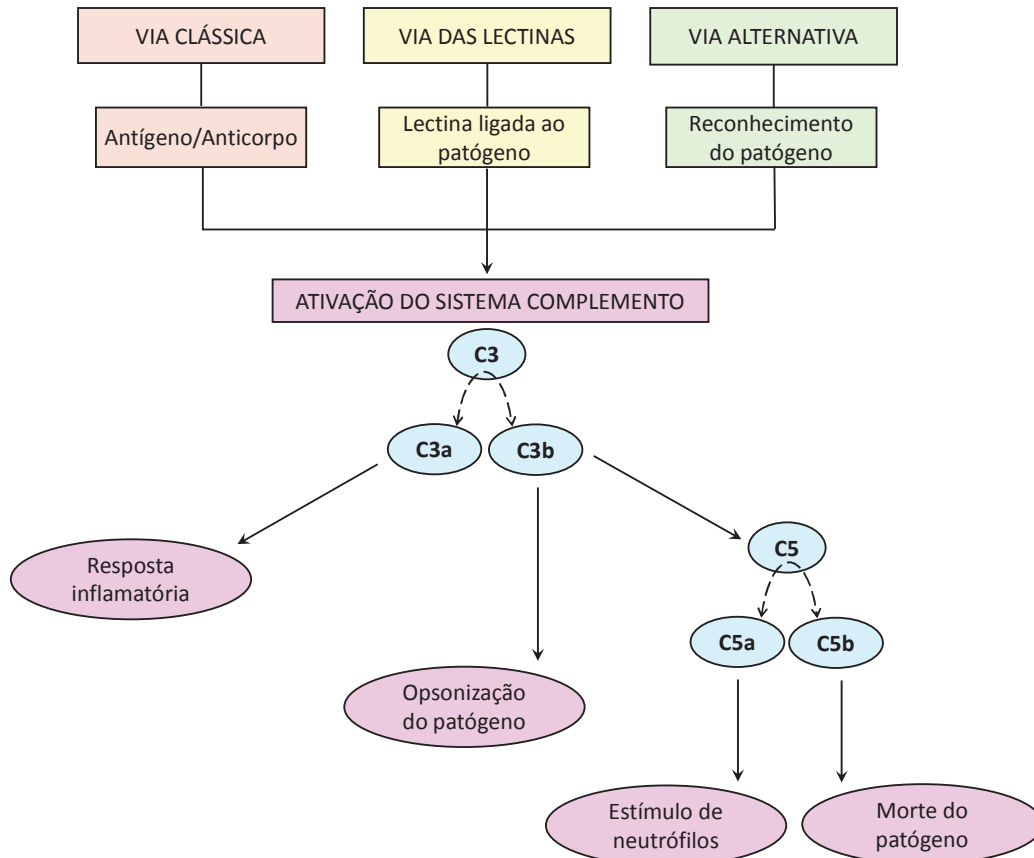 VIA CLÁSSICA
VIA DAS LECTINAS
VIA ALTERNATIVA
Antígeno/Anticorpo
Lectina ligada ao
patógeno
Reconhecimento
do patógeno
ATIVAÇÃO DO SISTEMA COMPLEMENTO
C3
C3a
C3b
Resposta
inflamatória
C5
C5a
C5b
Opsonização
do patógeno
Estímulo de
neutrófilos
Morte do
patógeno